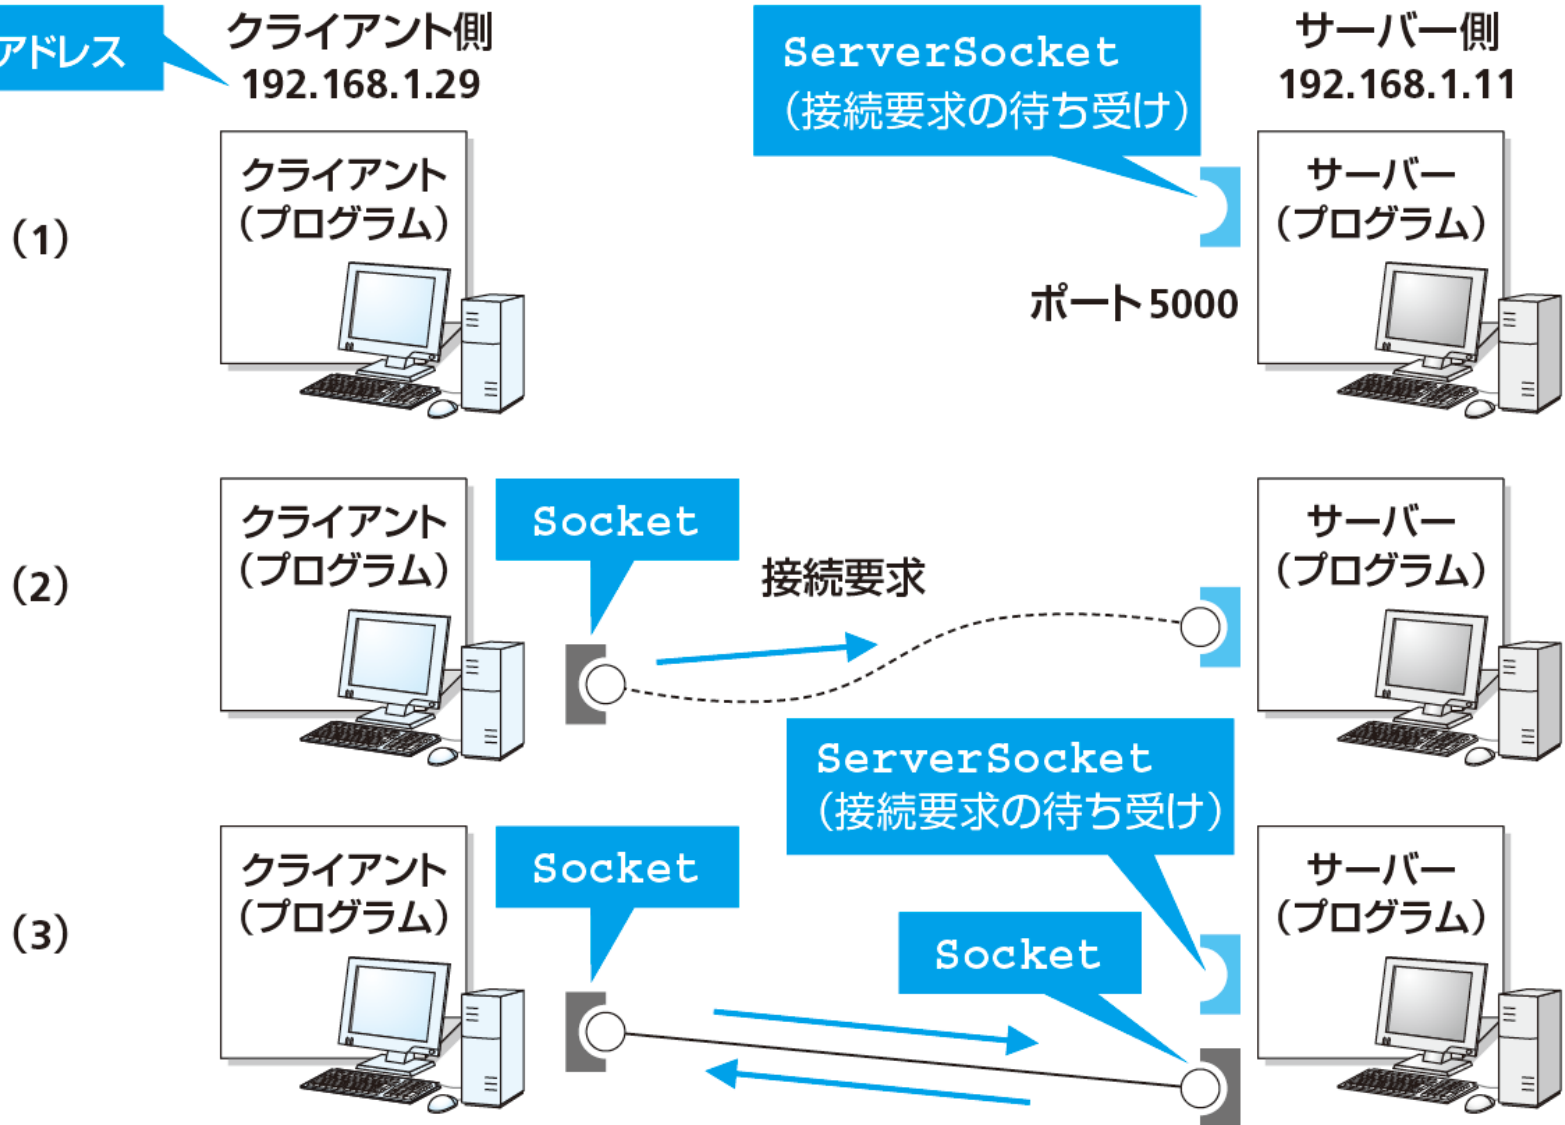 アドレス
クライアント側
192.168.1.29
ServerSocket
（接続要求の待ち受け）
サーバー側
192.168.1.11
（1）
クライアント
（プログラム）
ポート5000
サーバー
（プログラム）
（2）
クライアント
（プログラム）
Socket
接続要求
サーバー
（プログラム）
（3）
クライアント
（プログラム）
Socket
ServerSocket
（接続要求の待ち受け）
Socket
サーバー
（プログラム）